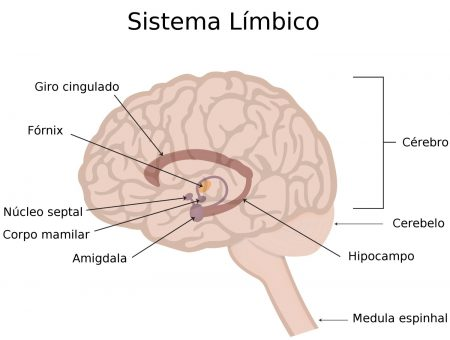 Sistema Límbico
Giro cingulado
Fórnix
Núcleo septal
Corpo mamilar
Amigdala
Cérebro
Cerebelo
Hipocampo
Medula espinhal